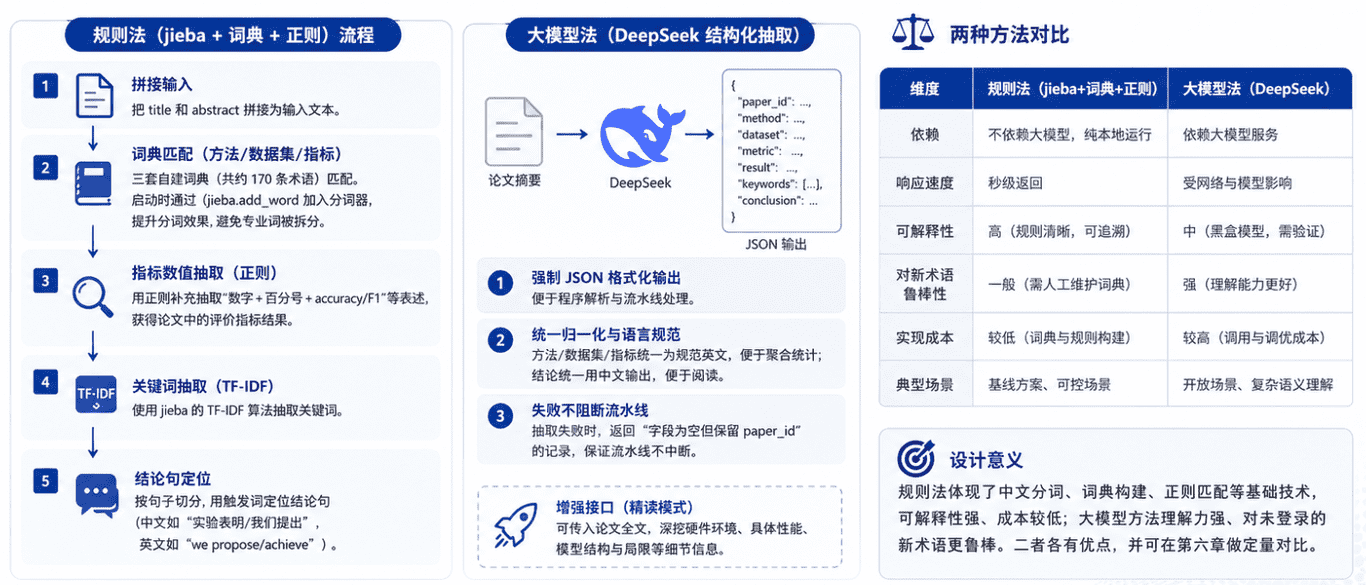 规则法（jieba + 词典 + 正则）流程
1
拼接输入
把 title 和 abstract 拼接为输入文本。
2
词典匹配（方法/数据集/指标）
三套自建词典（共约 170 条术语）匹配。
启动时通过（jieba.add_word 加入分词器，
提升分词效果, 避免专业词被拆分。
3
指标数值抽取（正则）
用正则补充抽取“数字 + 百分号 + accuracy/F1”等表述，
获得论文中的评价指标结果。
4
TF-IDF
关键词抽取（TF-IDF）
使用 jieba 的 TF-IDF 算法抽取关键词。
5
结论句定位
按句子切分, 用触发词定位结论句
（中文如“实验表明/我们提出”，
英文如“we propose/achieve”）。
大模型法（DeepSeek 结构化抽取）
论文摘要
DeepSeek
{
"paper_id": ...,
"method": ...,
"dataset": ...,
"metric": ...,
"result": ...,
"keywords": [...],
"conclusion": ...
}
JSON 输出
1
强制 JSON 格式化输出
便于程序解析与流水线处理。
2
统一归一化与语言规范
方法/数据集/指标统一为规范英文，便于聚合统计；
结论统一用中文输出，便于阅读。
3
失败不阻断流水线
抽取失败时，返回“字段为空但保留 paper_id”
的记录，保证流水线不中断。
增强接口（精读模式）
可传入论文全文，深挖硬件环境、具体性能、
模型结构与局限等细节信息。
两种方法对比
维度 规则法（jieba+词典+正则） 大模型法（DeepSeek）
依赖 不依赖大模型，纯本地运行 依赖大模型服务
响应速度 秒级返回 受网络与模型影响
可解释性 高（规则清晰，可追溯） 中（黑盒模型，需验证）
对新术语
鲁棒性 一般（需人工维护词典） 强（理解能力更好）
实现成本 较低（词典与规则构建） 较高（调用与调优成本）
典型场景 基线方案、可控场景 开放场景、复杂语义理解
设计意义
规则法体现了中文分词、词典构建、正则匹配等基础技术，
可解释性强、成本较低；大模型方法理解力强、对未登录的
新术语更鲁棒。二者各有优点，并可在第六章做定量对比。